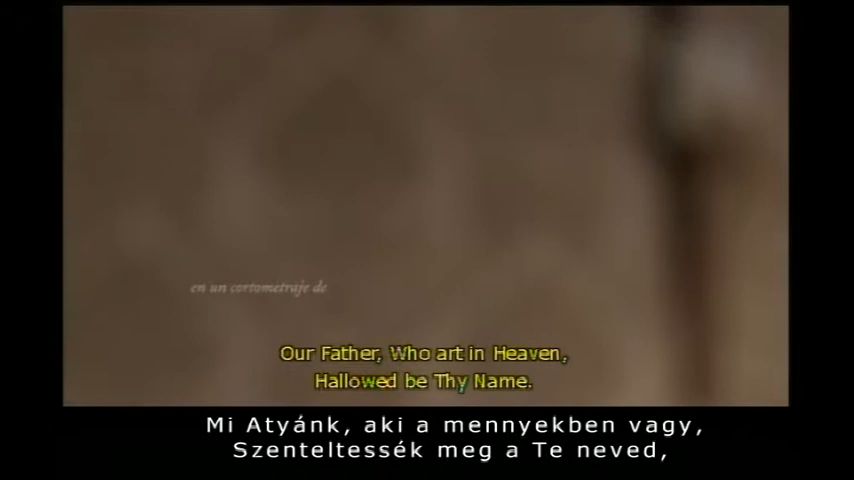 en un cortometraje de
Our Father, Who art in Heaven,
Hallowed be Thy Name.
Mi Atyánk, aki a mennyekben vagy,
Szenteltessék meg a Te neved,